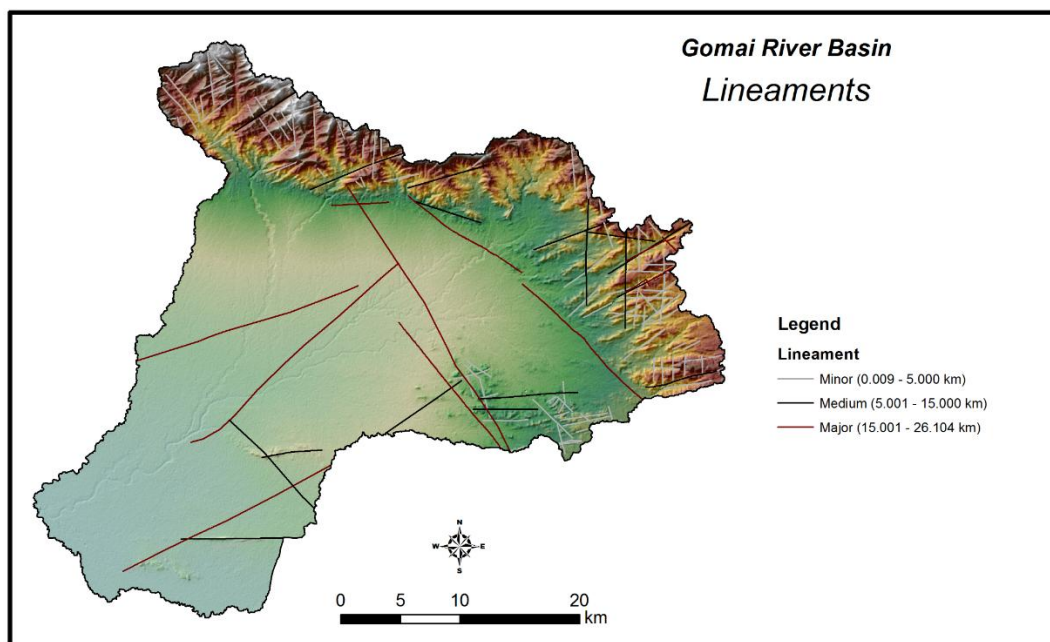 Gomai River Basin
Lineaments
Legend
Lineament
Minor (0.009 - 5.000 km)
Medium (5.001 - 15.000 km)
Major (15.001 - 26.104 km)
N
W E
S
0 5 10 20
km